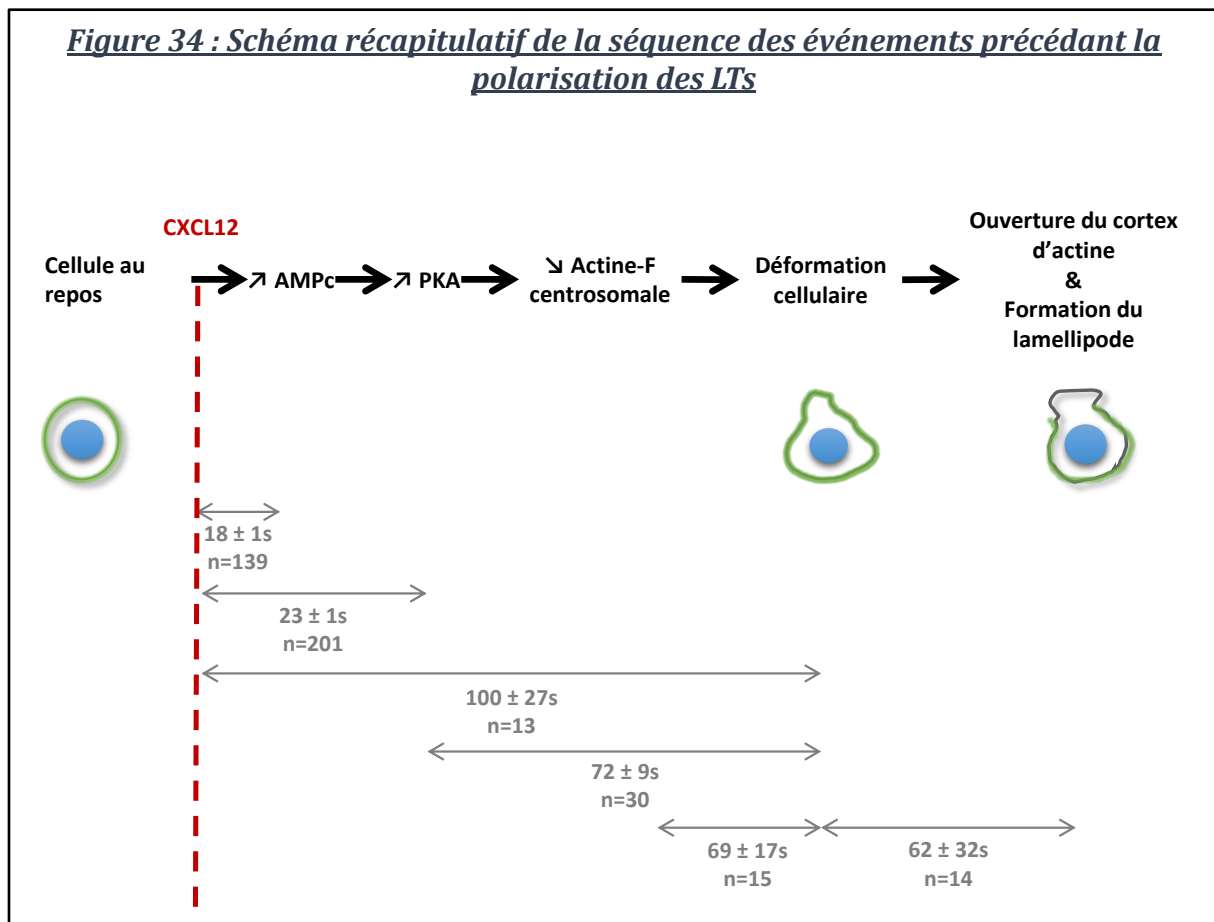 Figure 34 : Schéma récapitulatif de la séquence des événements précédant la
polarisation des LTs
CXCL12
Cellule au
repos
↗ AMPc
↗ PKA
↘ Actine-F
centrosomale
Déformation
cellulaire
Ouverture du cortex
d’actine
&
Formation du
lamellipode
18 ± 1s
n=139
23 ± 1s
n=201
100 ± 27s
n=13
72 ± 9s
n=30
69 ± 17s
n=15
62 ± 32s
n=14